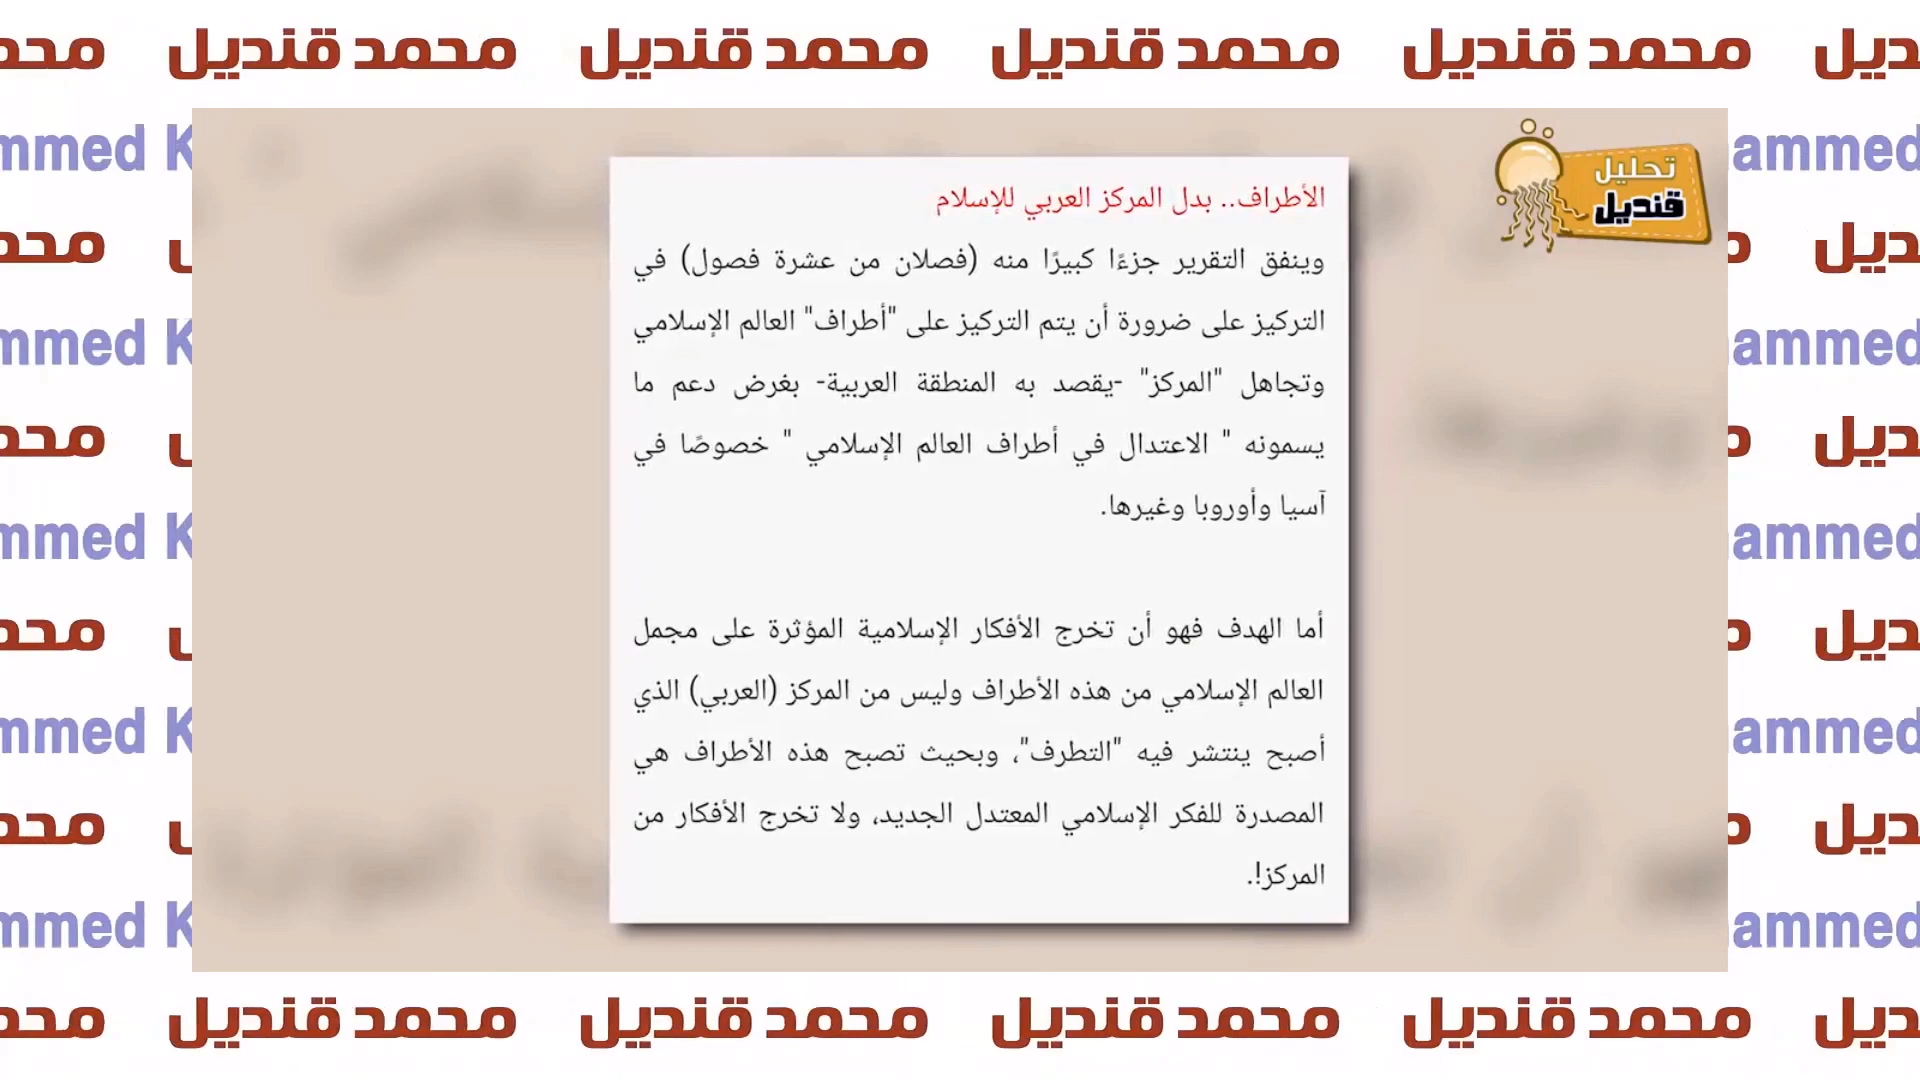 محمد قنديل محمد قنديل محمد قنديل محمد قنديل
تحليل
قنديل
الأطراف.. بدل المركز العربي للإسلام
وينفق التقرير جزءًا كبيرًا منه (فصلان من عشرة فصول) في
التركيز على ضرورة أن يتم التركيز على "أطراف" العالم الإسلامي
وتجاهل "المركز" -يقصد به المنطقة العربية- بغرض دعم ما
يسمونه " الاعتدال في أطراف العالم الإسلامي " خصوصًا في
آسيا وأوروبا وغيرها.
أما الهدف فهو أن تخرج الأفكار الإسلامية المؤثرة على مجمل
العالم الإسلامي من هذه الأطراف وليس من المركز (العربي) الذي
أصبح ينتشر فيه "التطرف"، وبحيث تصبح هذه الأطراف هي
المصدرة للفكر الإسلامي المعتدل الجديد، ولا تخرج الأفكار من
المركز!.
محمد قنديل محمد قنديل محمد قنديل محمد قنديل